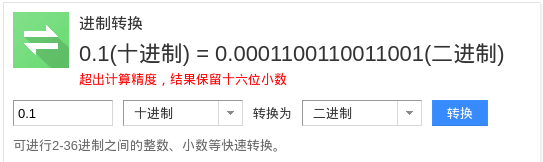 进制转换
0.1(十进制) = 0.0001100110011001(二进制)
超出计算精度，结果保留十六位小数
0.1 十进制 转换为 二进制 转换
可进行2-36进制之间的整数、小数等快速转换。